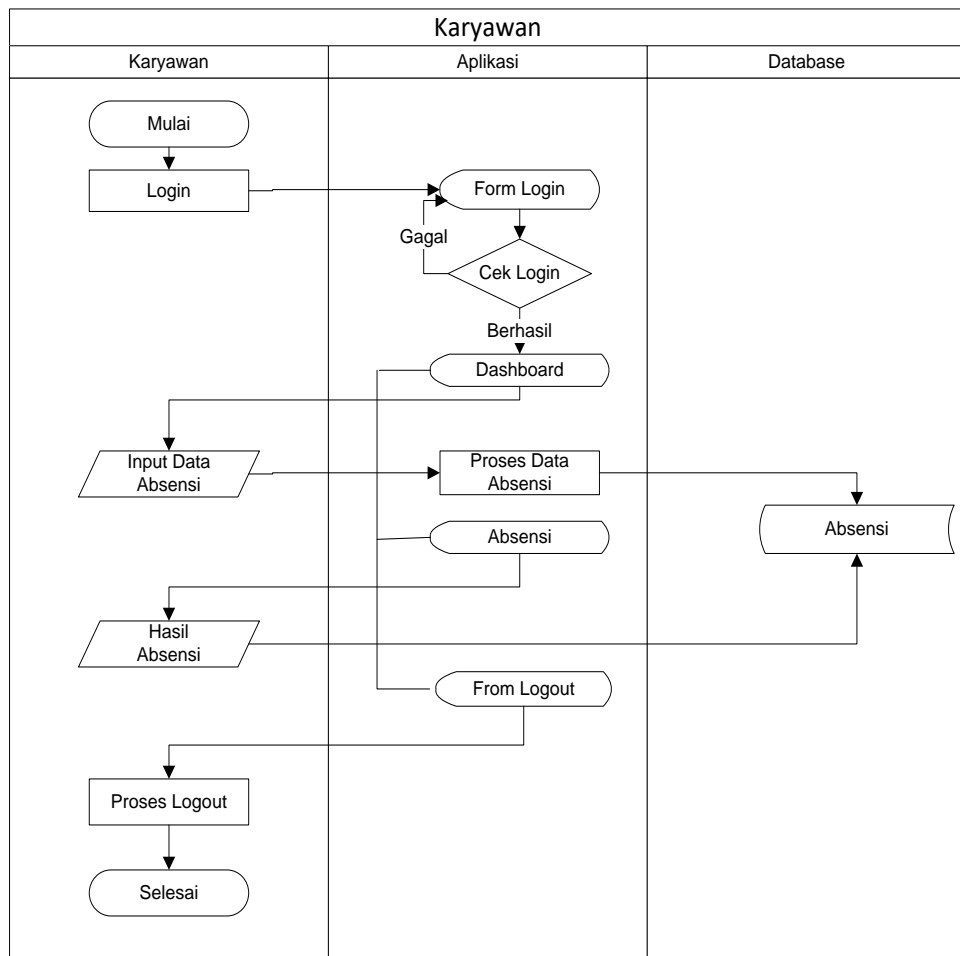 Karyawan
Karyawan
Aplikasi
Database
Mulai
Login
Form Login
Gagal
Cek Login
Berhasil
Dashboard
Input Data
Absensi
Proses Data
Absensi
Absensi
Absensi
Hasil
Absensi
From Logout
Proses Logout
Selesai